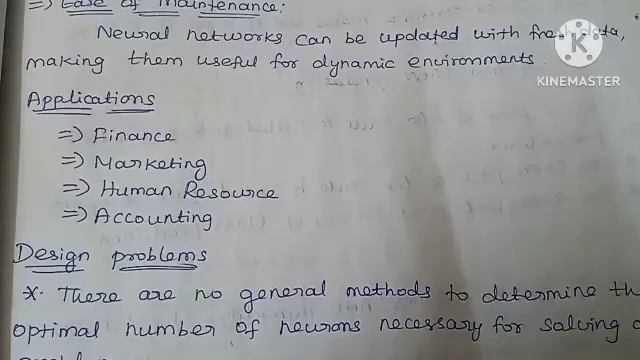 =) Ease of maintenance:
Neural networks can be updated with fresh data,
making them useful for dynamic environments.
KINEMASTER
Applications
=) Finance
=) Marketing
=) Human Resource
=) Accounting
Design problems
*. There are no general methods to determine the
optimal number of neurons necessary for solving